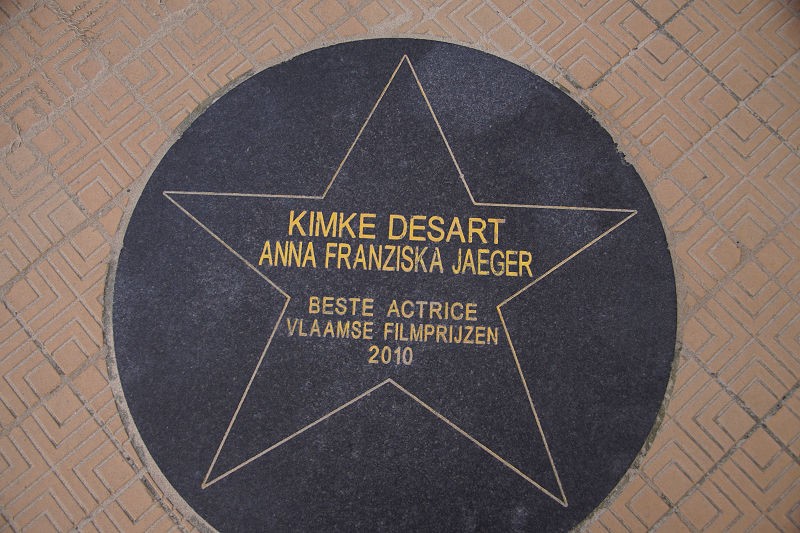 KIMKE DESART
ANNA FRANZISKA JAEGER
BESTE ACTRICE
VLAAMSE FILMPRIJZEN
2010